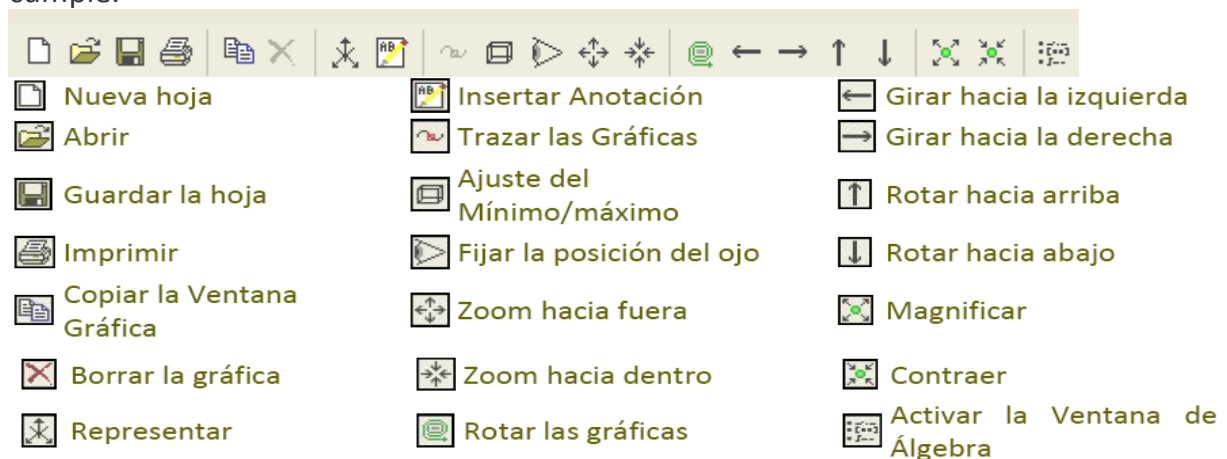 Nueva hoja
Abrir
Guardar la hoja
Imprimir
Copiar la Ventana
Gráfica
Borrar la gráfica
Representar
Insertar Anotación
Trazar las Gráficas
Ajuste del
Mínimo/máximo
Fijar la posición del ojo
Zoom hacia fuera
Zoom hacia dentro
Rotar las gráficas
Girar hacia la izquierda
Girar hacia la derecha
Rotar hacia arriba
Rotar hacia abajo
Magnificar
Contraer
Activar la Ventana de
Álgebra